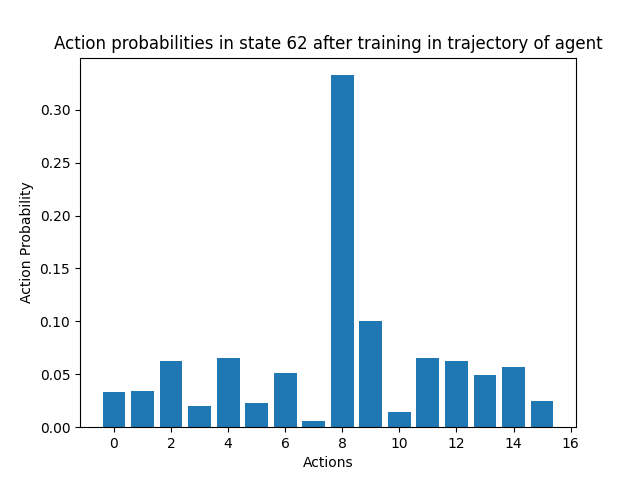 Action probabilities in state 62 after training in trajectory of agent
0.30
0.25
0.20
0.15
0.10
0.05
0.00
Action Probability
0 2 4 6 8 10 12 14 16
Actions